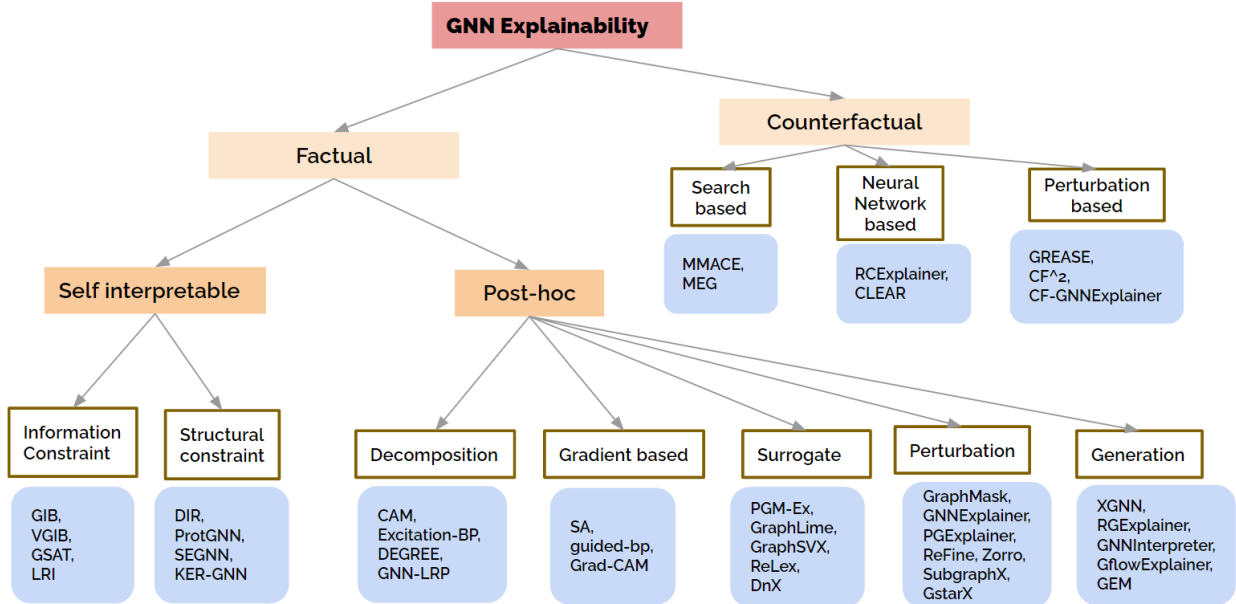 GNN Explainability
Counterfactual
Factual
Search
based
Neural
Network
based
Perturbation
based
MMACE,
MEG
RCExplainer,
CLEAR
GREASE,
CF^2,
CF-GNNExplainer
Self interpretable
Post-hoc
Information
Constraint
Structural
constraint
Decomposition
Gradient based
Surrogate
Perturbation
Generation
GIB,
VGIB,
GSAT,
LRI
DIR,
ProtGNN,
SEGNN,
KER-GNN
CAM,
Excitation-BP,
DEGREE,
GNN-LRP
SA,
guided-bp,
Grad-CAM
PGM-Ex,
GraphLime,
GraphSVX,
ReLex,
DnX
GraphMask,
GNNExplainer,
PGExplainer,
ReFine, Zorro,
SubgraphX,
GstarX
XGNN,
RGExplainer,
GNNInterpreter,
GflowExplainer,
GEM